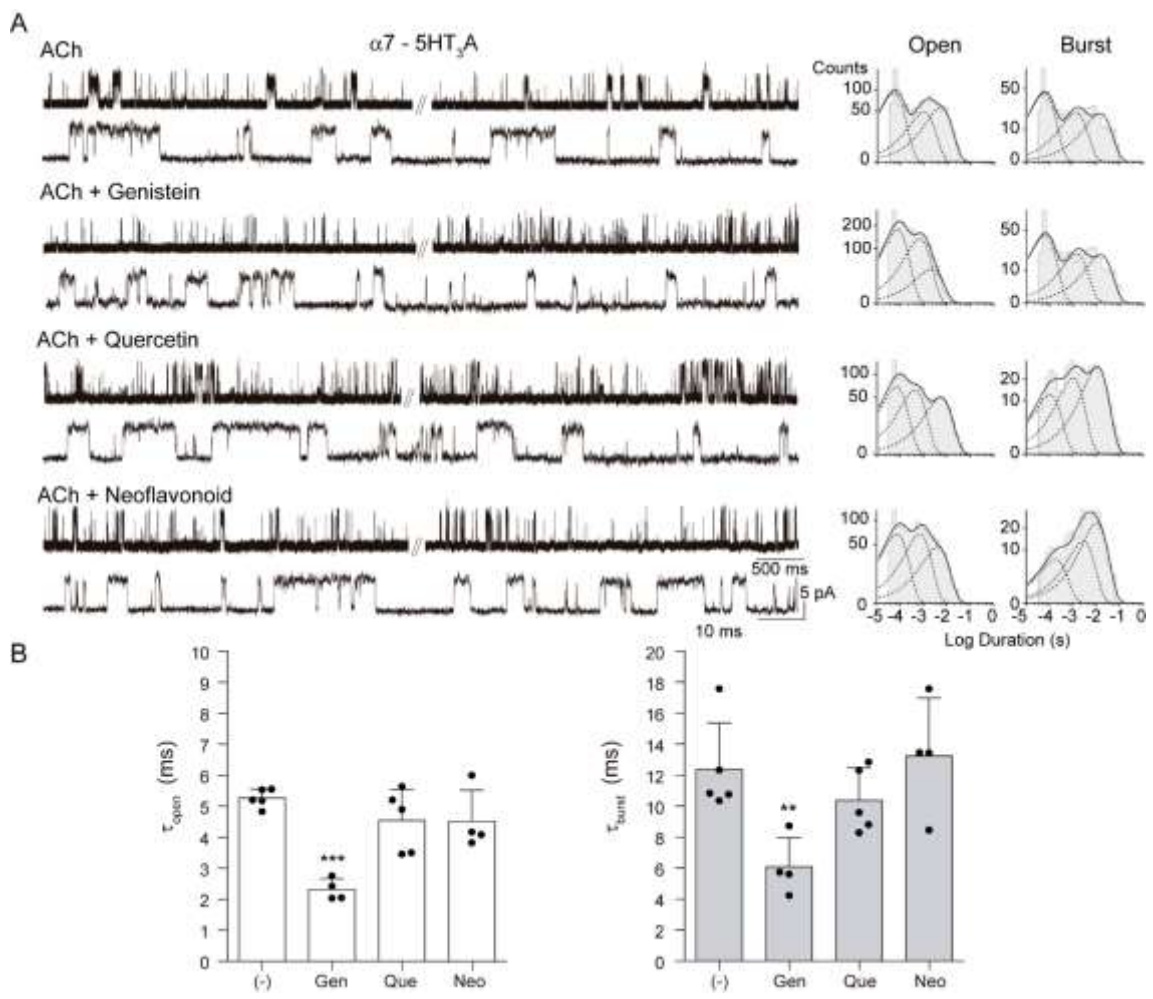 A
ACh
α7 - 5HT₃A
Open
Burst
Counts
100
50
0
50
10
0
ACh + Genistein
200
100
0
50
10
0
ACh + Quercetin
100
50
0
20
10
0
ACh + Neoflavonoid
500 ms
5 pA
10 ms
100
50
0
20
10
0
-5 -4 -3 -2 -1 0
-5 -4 -3 -2 -1 0
Log Duration (s)
B
τopen (ms)
10
9
8
7
6
5
4
3
2
1
0
***
(-) Gen Que Neo
τburst (ms)
20
18
16
14
12
10
8
6
4
2
0
**
(-) Gen Que Neo